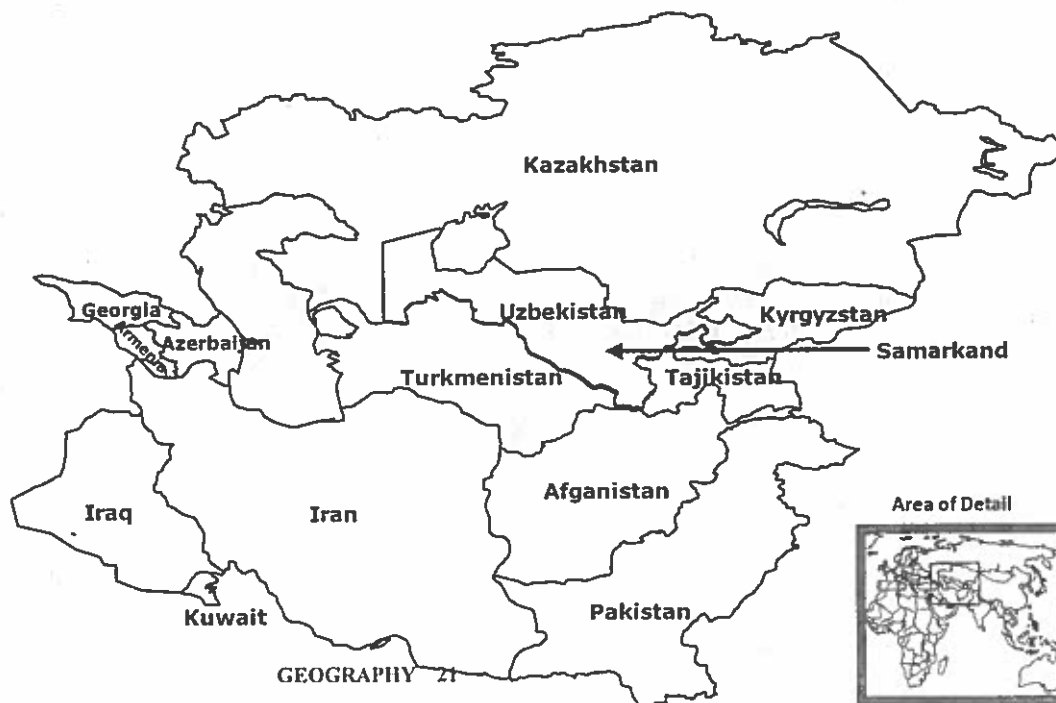 Kazakhstan
Georgia
Uzbekistan
Kyrgyzstan
Armenia
Azerbaijan
Samarkand
Turkmenistan
Tajikistan
Afganistan
Area of Detail
Iraq
Iran
Kuwait
Pakistan
GEOGRAPHY 21